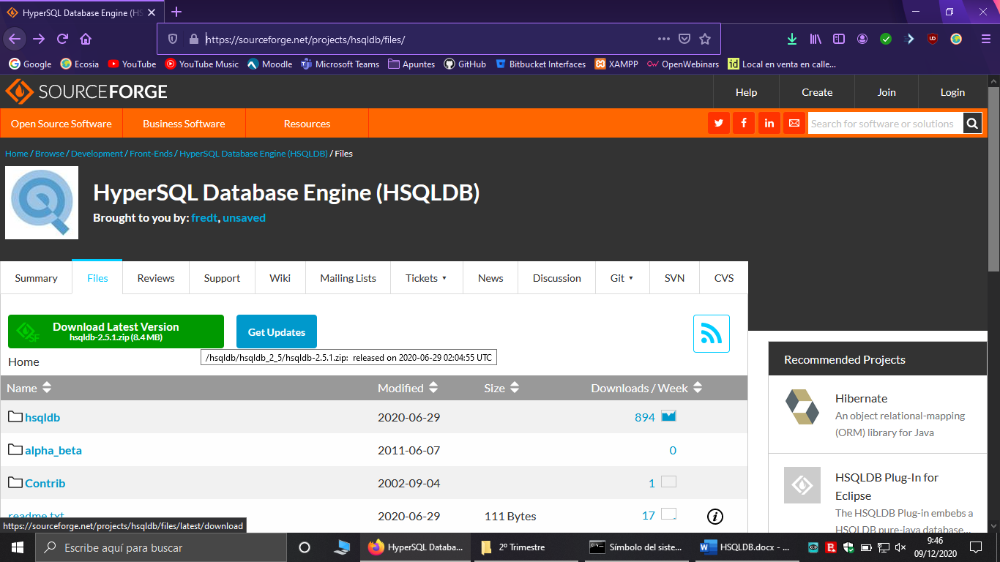 HyperSQL Database Engine (HS
https://sourceforge.net/projects/hsqldb/files/
Google Ecosia YouTube YouTube Music Moodle Microsoft Teams Apuntes GitHub Bitbucket Interfaces XAMPP OpenWebinars id Local en venta en calle...
SOURCEFORGE
Help Create Join Login
Open Source Software Business Software Resources
Search for software or solutions
Home / Browse / Development / Front-Ends / HyperSQL Database Engine (HSQLDB) / Files
HyperSQL Database Engine (HSQLDB)
Brought to you by: fredt, unsaved
Summary Files Reviews Support Wiki Mailing Lists Tickets News Discussion Git SVN CVS
Download Latest Version
hsqldb-2.5.1.zip (8.4 MB)
SF
Get Updates
/hsqldb/hsqldb_2_5/hsqldb-2.5.1.zip: released on 2020-06-29 02:04:55 UTC
Home
Name Modified Size Downloads / Week
hsqldb 2020-06-29 894
alpha_beta 2011-06-07 0
Contrib 2002-09-04 1
readme.txt 2020-06-29 111 Bytes 17
Recommended Projects
Hibernate
An object relational-mapping
(ORM) library for Java
HSQLDB Plug-In for
Eclipse
The HSQLDB Plug-in embebs a
HSQLDB pure-java database...
https://sourceforge.net/projects/hsqldb/files/latest/download
Escribe aquí para buscar
HyperSQL Databa...
2º Trimestre
Símbolo del siste...
HSQLDB.docx - ...
9:46
09/12/2020